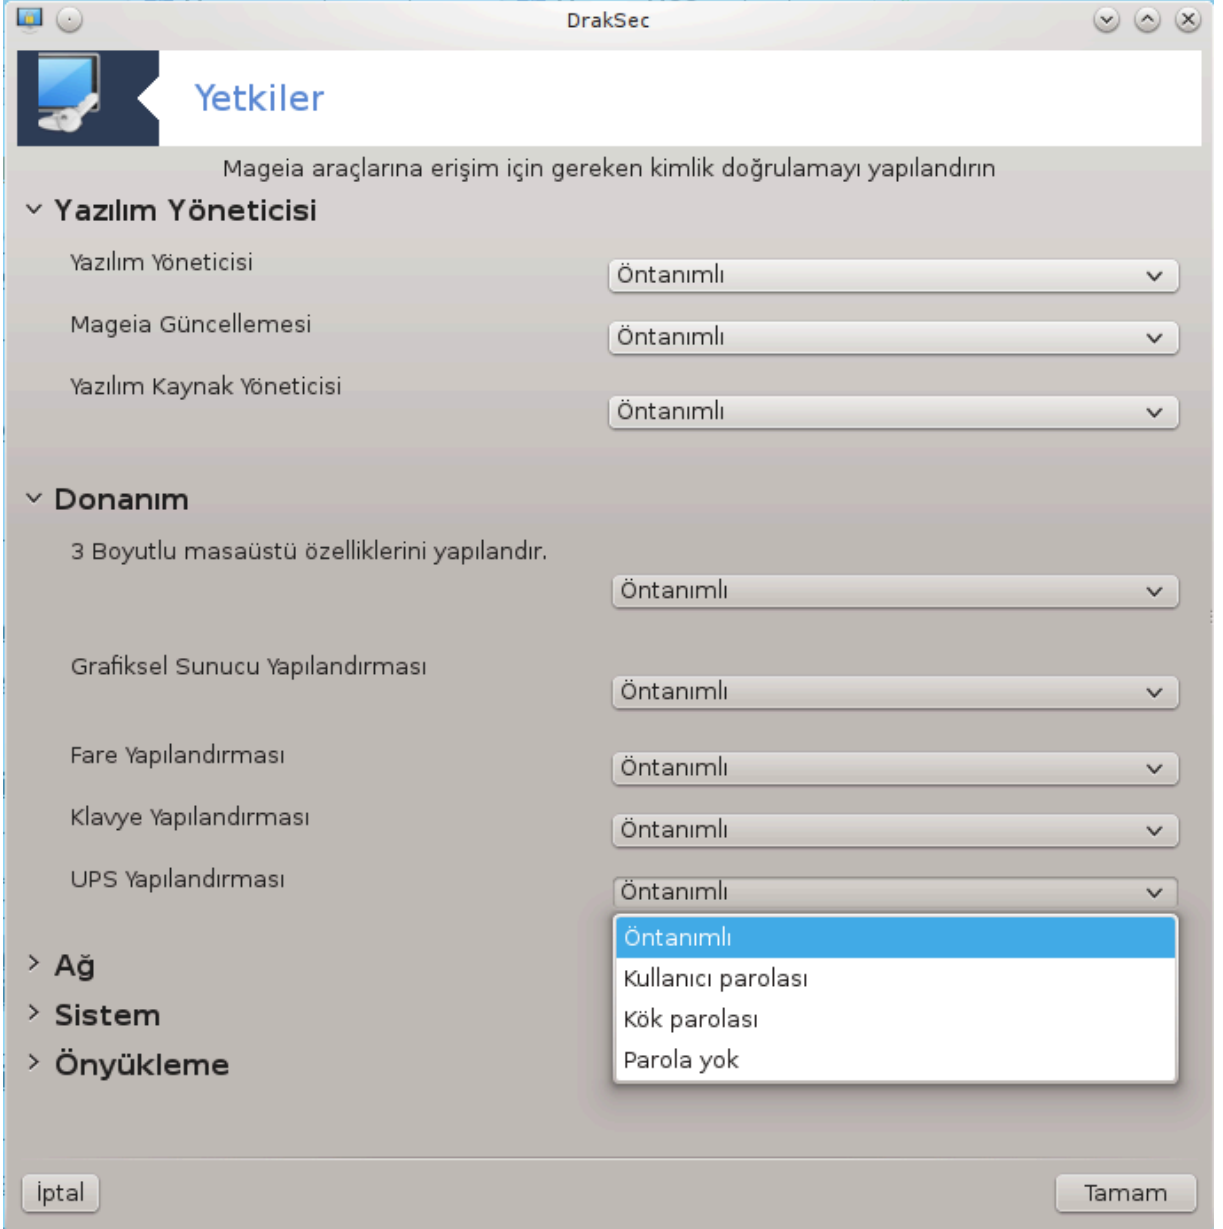 DrakSec
Yetkiler
Mageia araçlarına erişim için gereken kimlik doğrulamayı yapılandırın
Yazılım Yöneticisi
Yazılım Yöneticisi
Öntanımlı
Mageia Güncellemesi
Öntanımlı
Yazılım Kaynak Yöneticisi
Öntanımlı
Donanım
3 Boyutlu masaüstü özelliklerini yapılandır.
Öntanımlı
Grafiksel Sunucu Yapılandırması
Öntanımlı
Fare Yapılandırması
Öntanımlı
Klavye Yapılandırması
Öntanımlı
UPS Yapılandırması
Öntanımlı
Öntanımlı
Kullanıcı parolası
Kök parolası
Parola yok
Ağ
Sistem
Önyükleme
İptal
Tamam